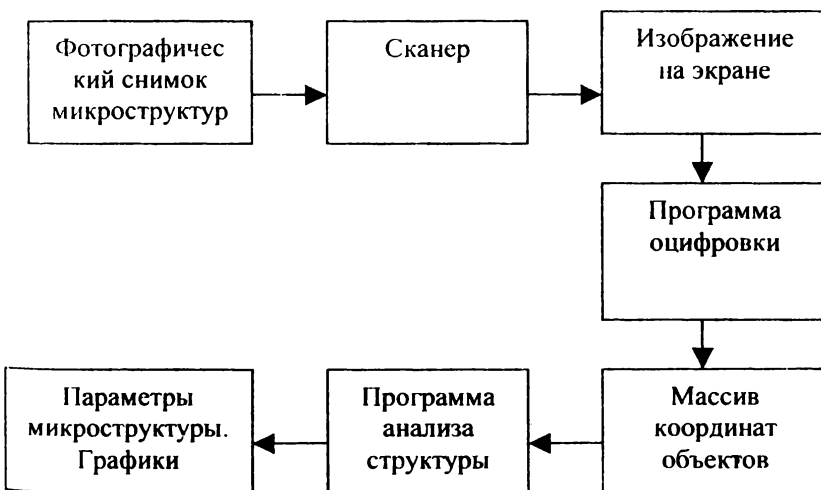 Фотографичес
кий снимок
микроструктур
Сканер
Изображение
на экране
Программа
оцифровки
Массив
координат
объектов
Программа
анализа
структуры
Параметры
микроструктуры.
Графики